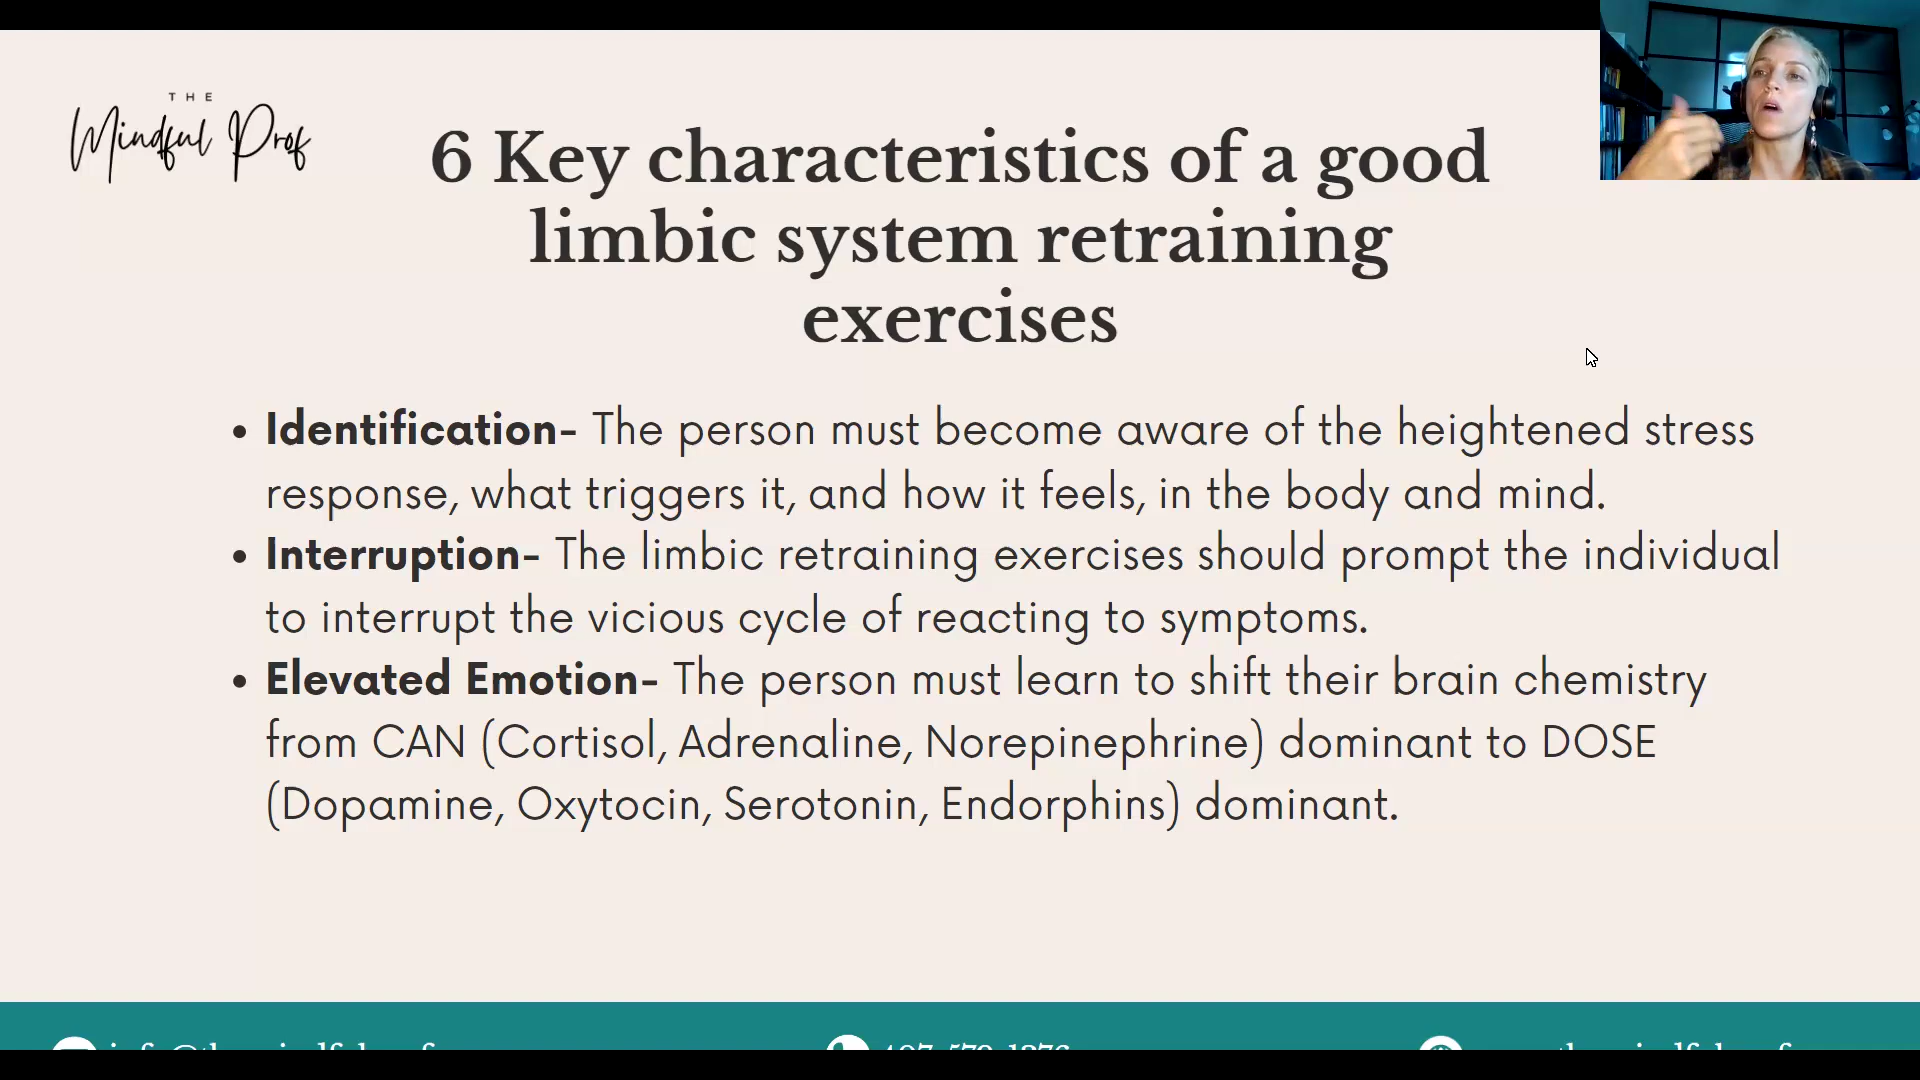 THE
Mindful Prof
6 Key characteristics of a good
limbic system retraining
exercises
• Identification- The person must become aware of the heightened stress
response, what triggers it, and how it feels, in the body and mind.
• Interruption- The limbic retraining exercises should prompt the individual
to interrupt the vicious cycle of reacting to symptoms.
• Elevated Emotion- The person must learn to shift their brain chemistry
from CAN (Cortisol, Adrenaline, Norepinephrine) dominant to DOSE
(Dopamine, Oxytocin, Serotonin, Endorphins) dominant.